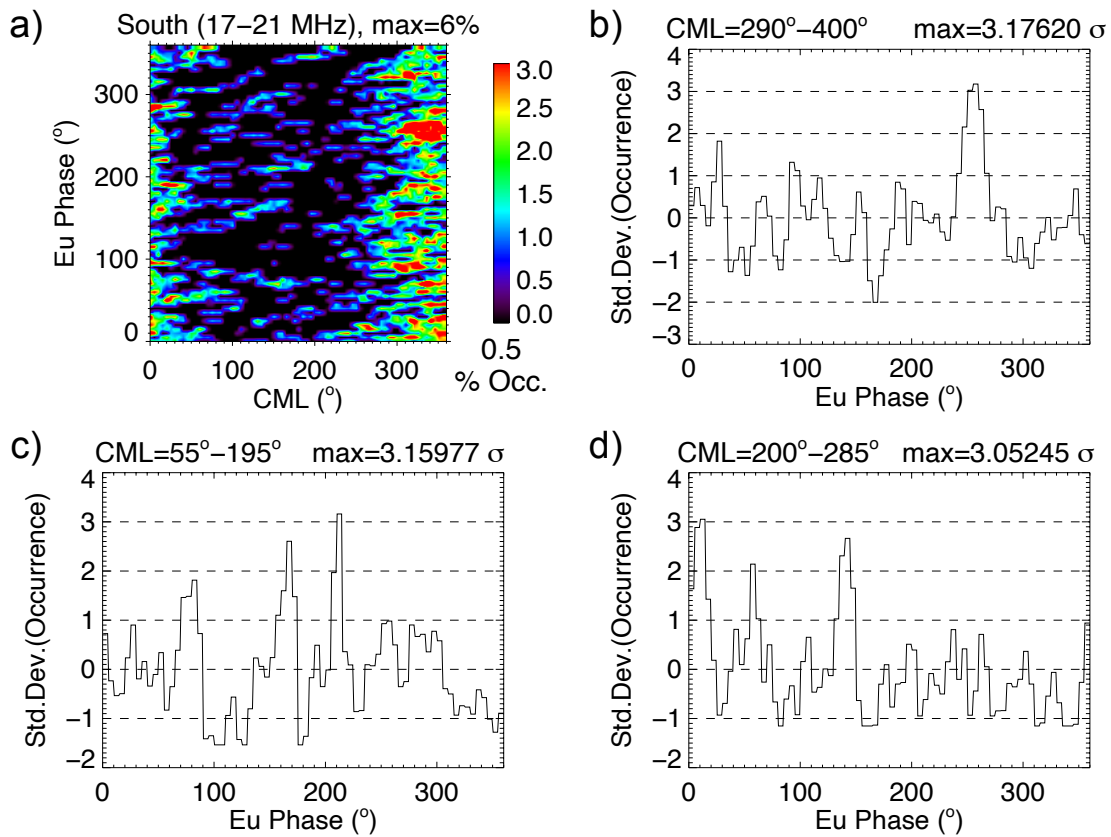 a)
South (17−21 MHz), max=6%
Eu Phase (°)
300
200
100
0
0 100 200 300
CML (°)
3.0
2.5
2.0
1.5
1.0
0.5
0.0
0.5
% Occ.
b)
CML=290°−400° max=3.17620 σ
Std.Dev.(Occurrence)
4
3
2
1
0
−1
−2
−3
0 100 200 300
Eu Phase (°)
c)
CML=55°−195° max=3.15977 σ
Std.Dev.(Occurrence)
4
3
2
1
0
−1
−2
0 100 200 300
Eu Phase (°)
d)
CML=200°−285° max=3.05245 σ
Std.Dev.(Occurrence)
4
3
2
1
0
−1
−2
0 100 200 300
Eu Phase (°)